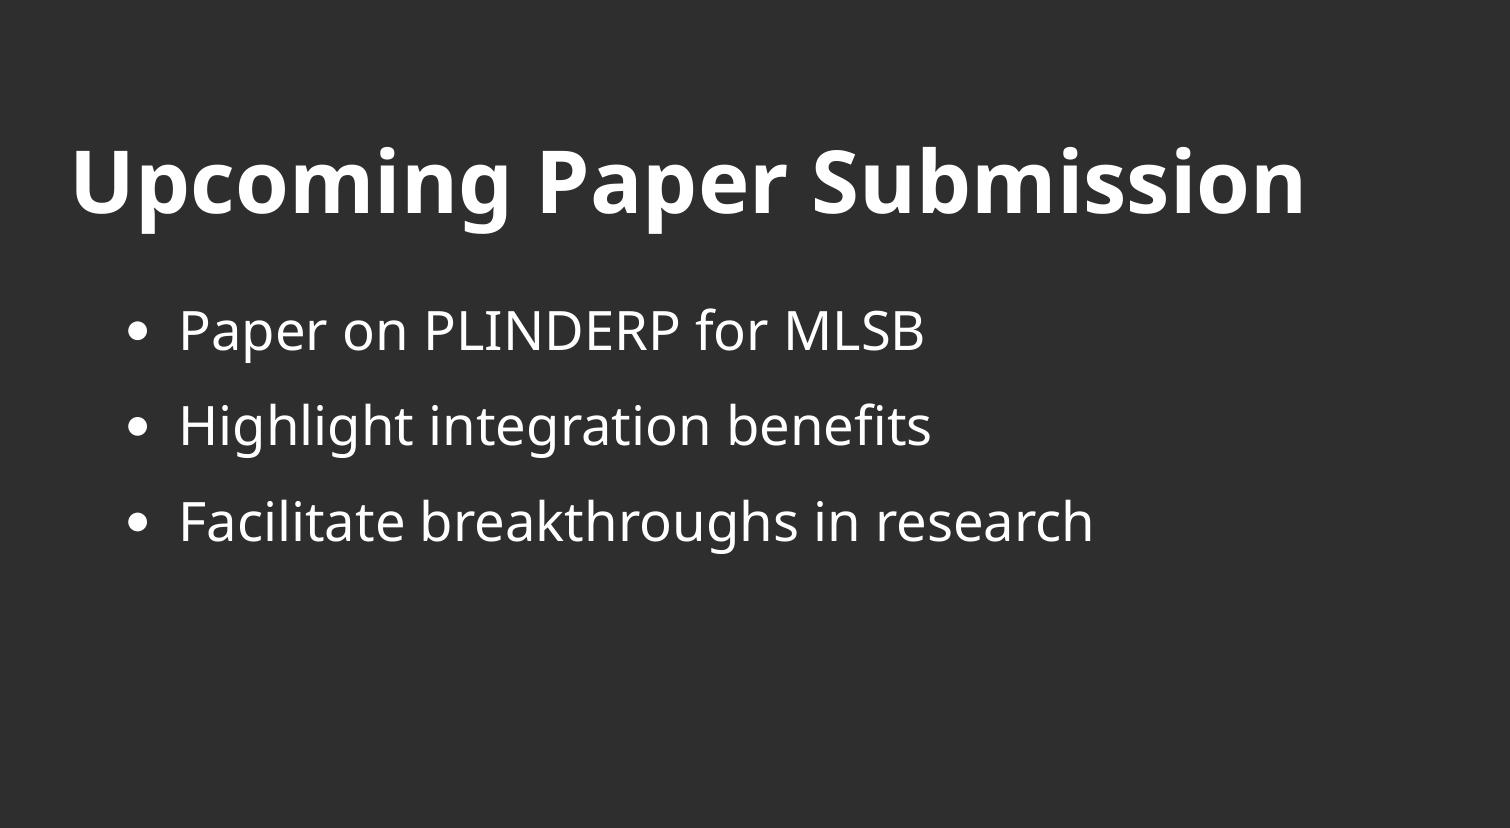 Upcoming Paper Submission
• Paper on PLINDERP for MLSB
• Highlight integration benefits
• Facilitate breakthroughs in research